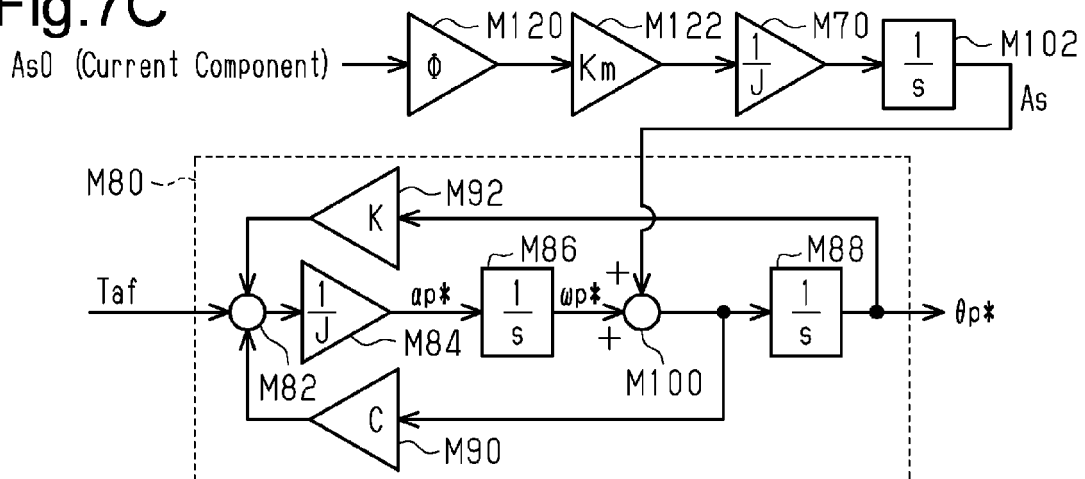 Fig.7C
As0 (Current Component)
M120
Φ
M122
Km
M70
1
J
M102
1
s
As
M80
M92
K
Taf
M82
1
J
M84
αp*
M86
1
s
ωp*
+
+
M100
M88
1
s
θp*
C
M90